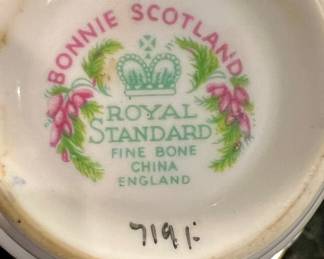 BONNIE SCOTLAND
ROYAL
STANDARD
FINE BONE
CHINA
ENGLAND